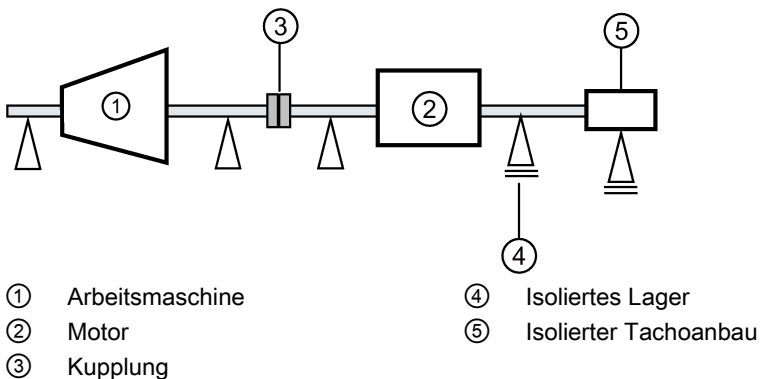 ③
⑤
①
②
④
① Arbeitsmaschine
② Motor
③ Kupplung
④ Isoliertes Lager
⑤ Isolierter Tachoanbau